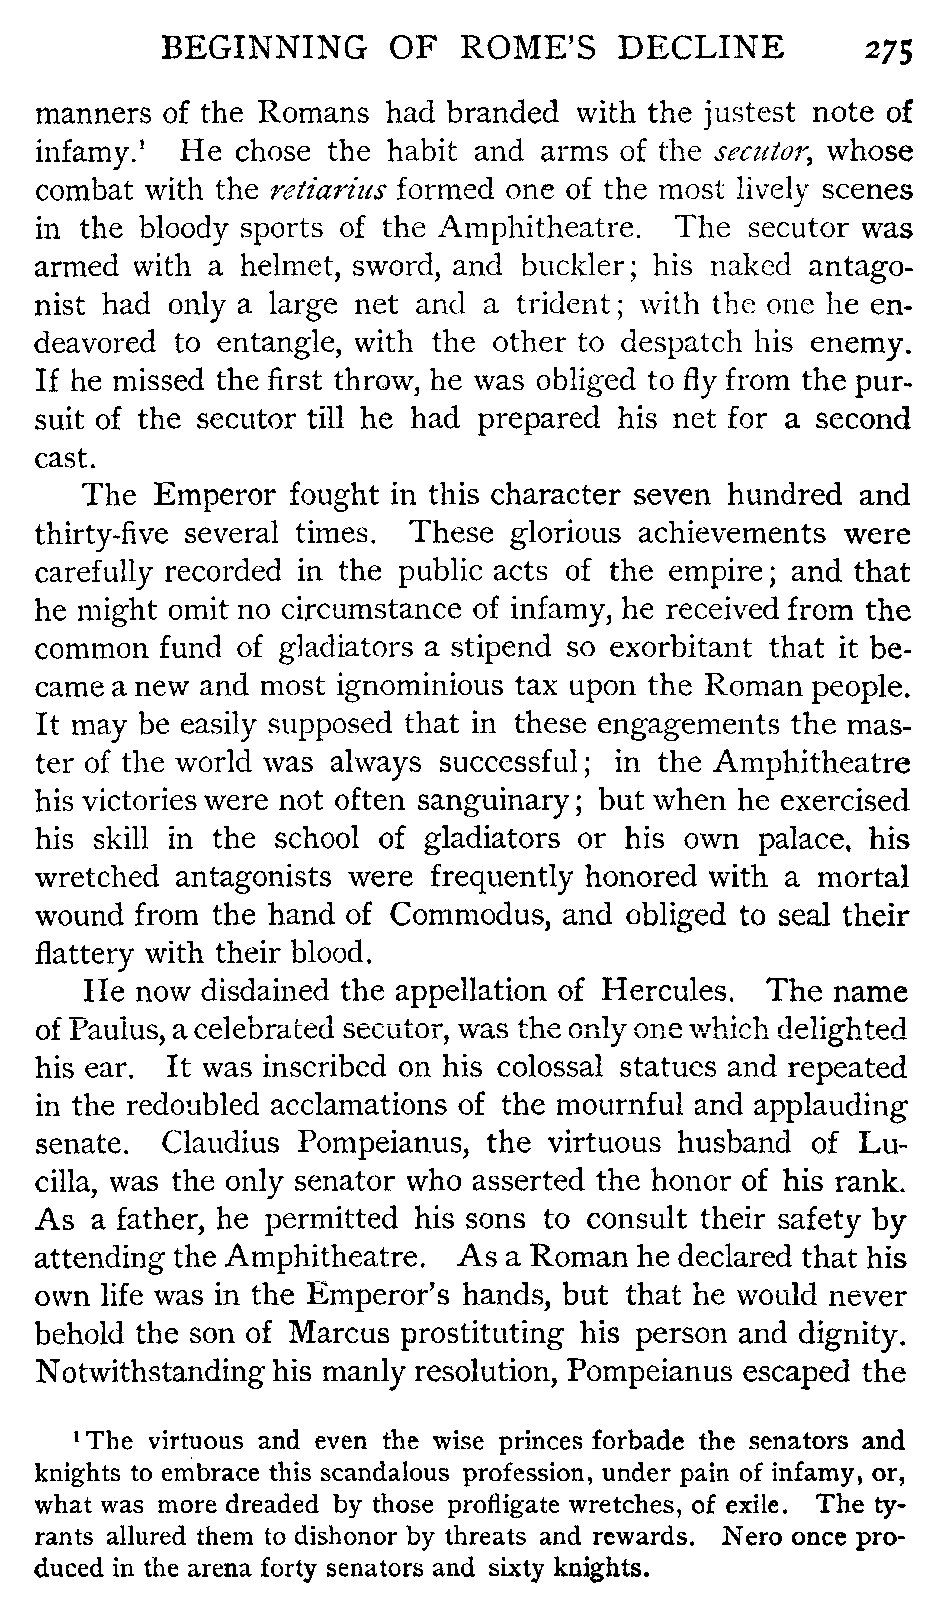 BEGINNING OF ROME'S DECLINE 275
manners of the Romans had branded with the justest note of
infamy.¹ He chose the habit and arms of the secutor, whose
combat with the retiarius formed one of the most lively scenes
in the bloody sports of the Amphitheatre. The secutor was
armed with a helmet, sword, and buckler; his naked antago-
nist had only a large net and a trident; with the one he en-
deavored to entangle, with the other to despatch his enemy.
If he missed the first throw, he was obliged to fly from the pur-
suit of the secutor till he had prepared his net for a second
cast.
The Emperor fought in this character seven hundred and
thirty-five several times. These glorious achievements were
carefully recorded in the public acts of the empire; and that
he might omit no circumstance of infamy, he received from the
common fund of gladiators a stipend so exorbitant that it be-
came a new and most ignominious tax upon the Roman people.
It may be easily supposed that in these engagements the mas-
ter of the world was always successful; in the Amphitheatre
his victories were not often sanguinary; but when he exercised
his skill in the school of gladiators or his own palace, his
wretched antagonists were frequently honored with a mortal
wound from the hand of Commodus, and obliged to seal their
flattery with their blood.
He now disdained the appellation of Hercules. The name
of Paulus, a celebrated secutor, was the only one which delighted
his ear. It was inscribed on his colossal statues and repeated
in the redoubled acclamations of the mournful and applauding
senate. Claudius Pompeianus, the virtuous husband of Lu-
cilla, was the only senator who asserted the honor of his rank.
As a father, he permitted his sons to consult their safety by
attending the Amphitheatre. As a Roman he declared that his
own life was in the Emperor's hands, but that he would never
behold the son of Marcus prostituting his person and dignity.
Notwithstanding his manly resolution, Pompeianus escaped the
¹ The virtuous and even the wise princes forbade the senators and
knights to embrace this scandalous profession, under pain of infamy, or,
what was more dreaded by those profligate wretches, of exile. The ty-
rants allured them to dishonor by threats and rewards. Nero once pro-
duced in the arena forty senators and sixty knights.